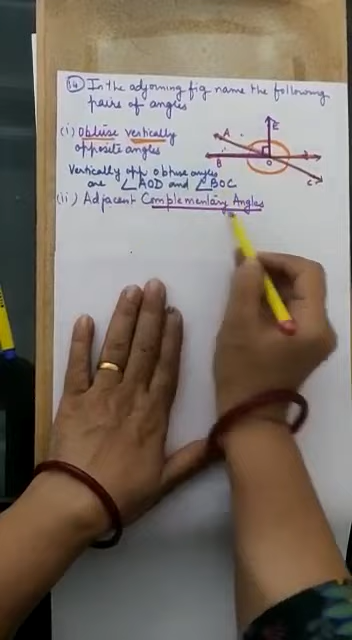 14 In the adjoining fig name the following
pairs of angles
(i) Obtuse vertically
opposite angles
Vertically opp obtuse angles
are ∠AOD and ∠BOC
(ii) Adjacent Complementary Angles
E
A
B
O
C